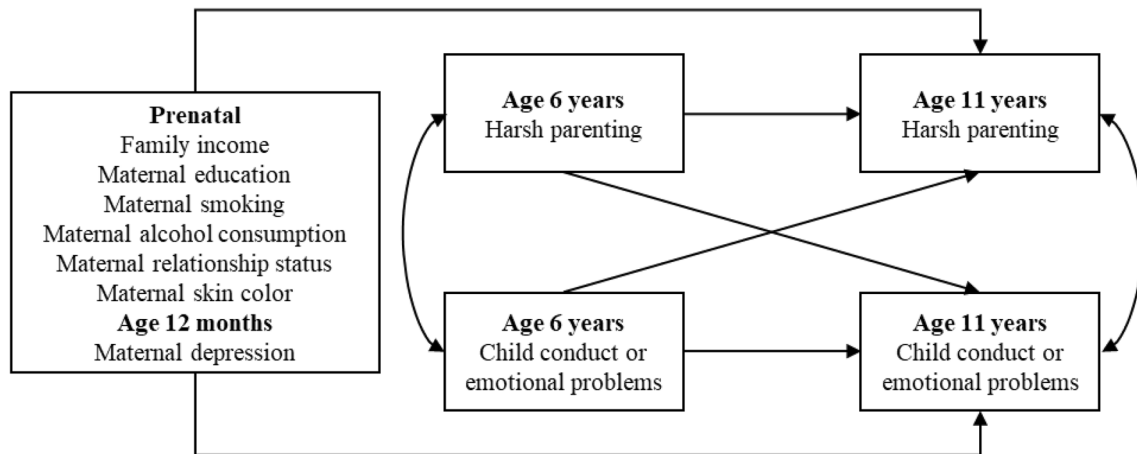 Prenatal
Family income
Maternal education
Maternal smoking
Maternal alcohol consumption
Maternal relationship status
Maternal skin color
Age 12 months
Maternal depression
Age 6 years
Harsh parenting
Age 11 years
Harsh parenting
Age 6 years
Child conduct or
emotional problems
Age 11 years
Child conduct or
emotional problems